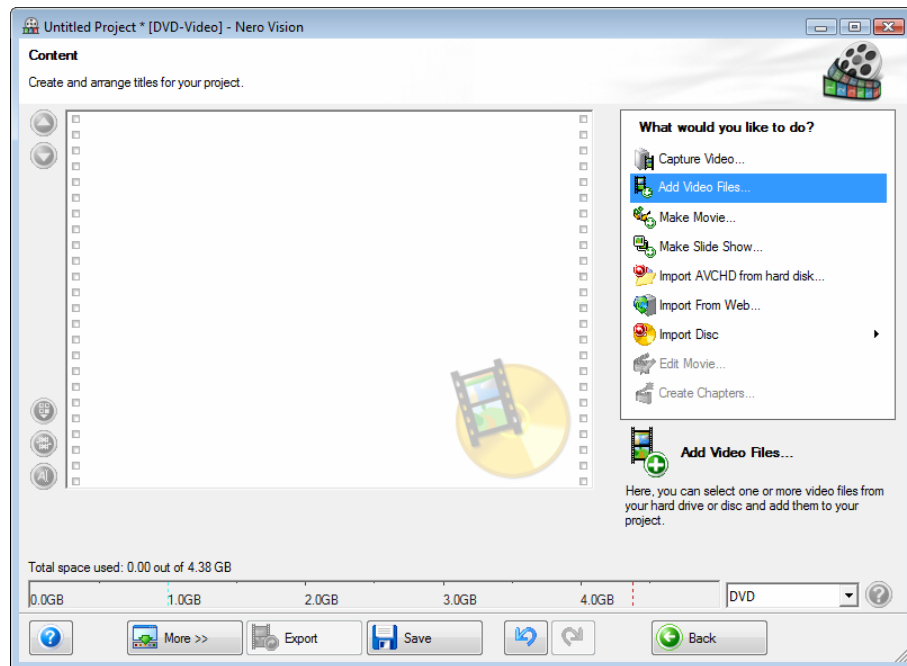 Untitled Project * [DVD-Video] - Nero Vision
Content
Create and arrange titles for your project.
What would you like to do?
Capture Video...
Add Video Files...
Make Movie...
Make Slide Show...
Import AVCHD from hard disk...
Import From Web...
Import Disc
Edit Movie...
Create Chapters...
Add Video Files...
Here, you can select one or more video files from
your hard drive or disc and add them to your
project.
Total space used: 0.00 out of 4.38 GB
0.0GB 1.0GB 2.0GB 3.0GB 4.0GB DVD
More >> Export Save Back